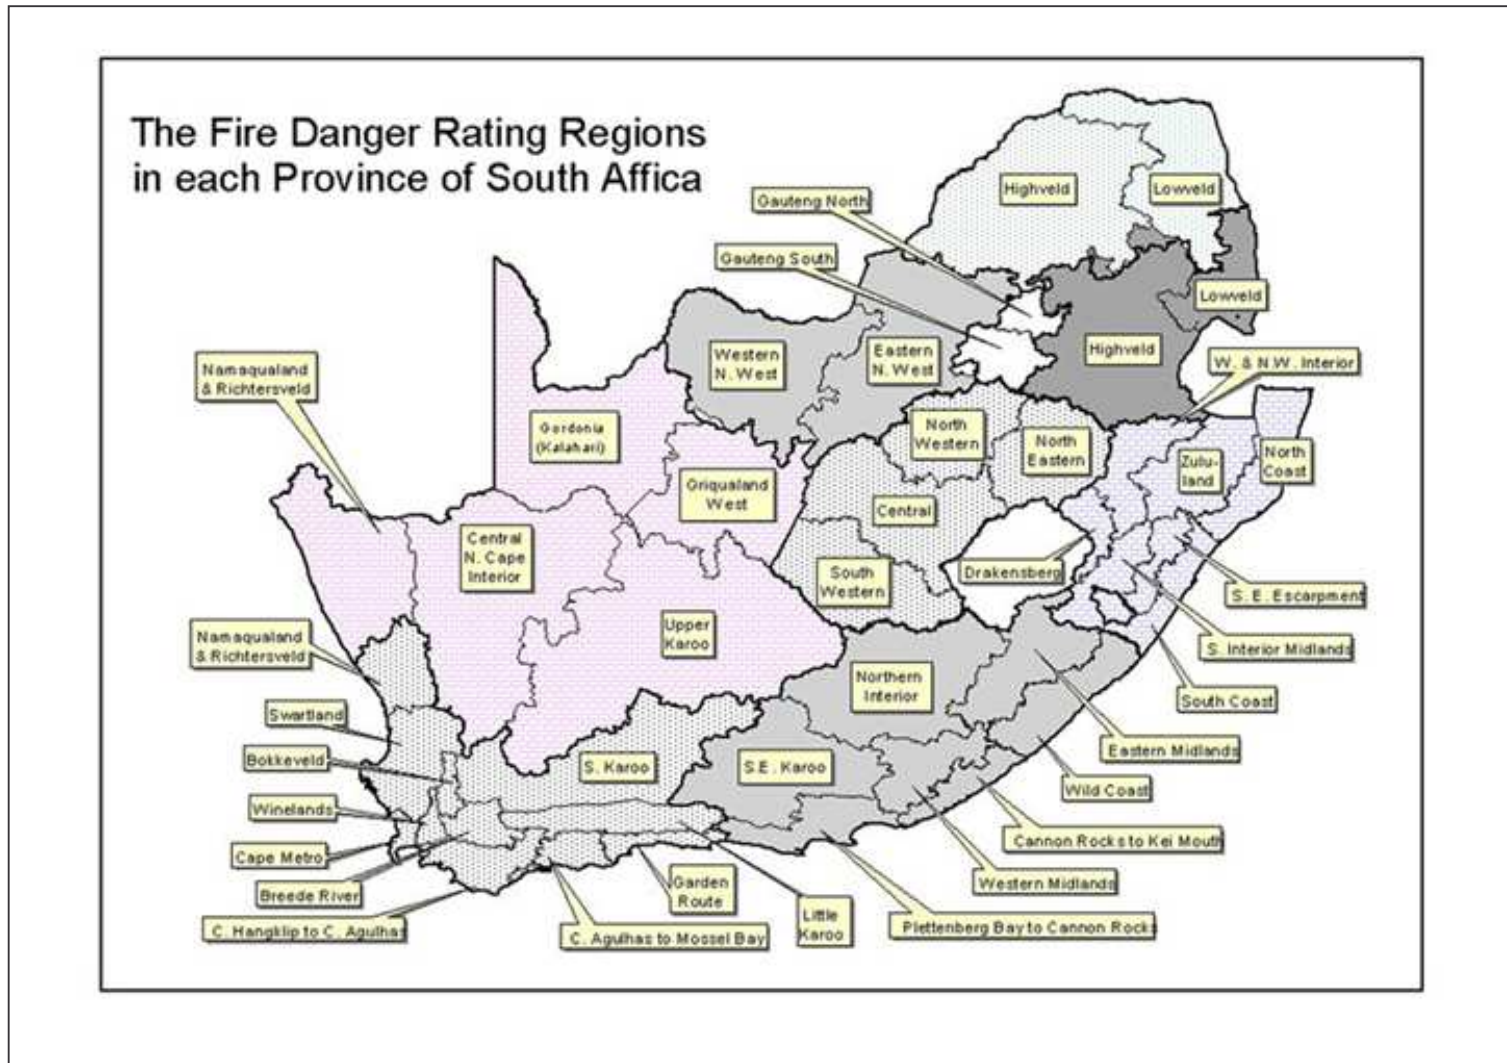 The Fire Danger Rating Regions
in each Province of South Affica
Gauteng North
Highveld
Lowveld
Gauteng South
Lowveld
Namaqualand
& Richtersveld
Western
N. West
Eastern
N. West
Highveld
W. & N.W. Interior
Gordonia
(Kalahari)
North
Western
North
Eastern
Zulu-
land
North
Coast
Griqualand
West
Central
Central
N. Cape
Interior
South
Western
Drakensberg
S. E. Escarpment
Namaqualand
& Richtersveld
Upper
Karoo
S. Interior Midlands
Northern
Interior
South Coast
Swartland
Eastern Midlands
Bokkeveld
S. Karoo
S.E. Karoo
Wild Coast
Winelands
Cannon Rocks to Kei Mouth
Cape Metro
Western Midlands
Breede River
Garden
Route
Little
Karoo
C. Hangklip to C. Agulhas
C. Agulhas to Mossel Bay
Plettenberg Bay to Cannon Rocks